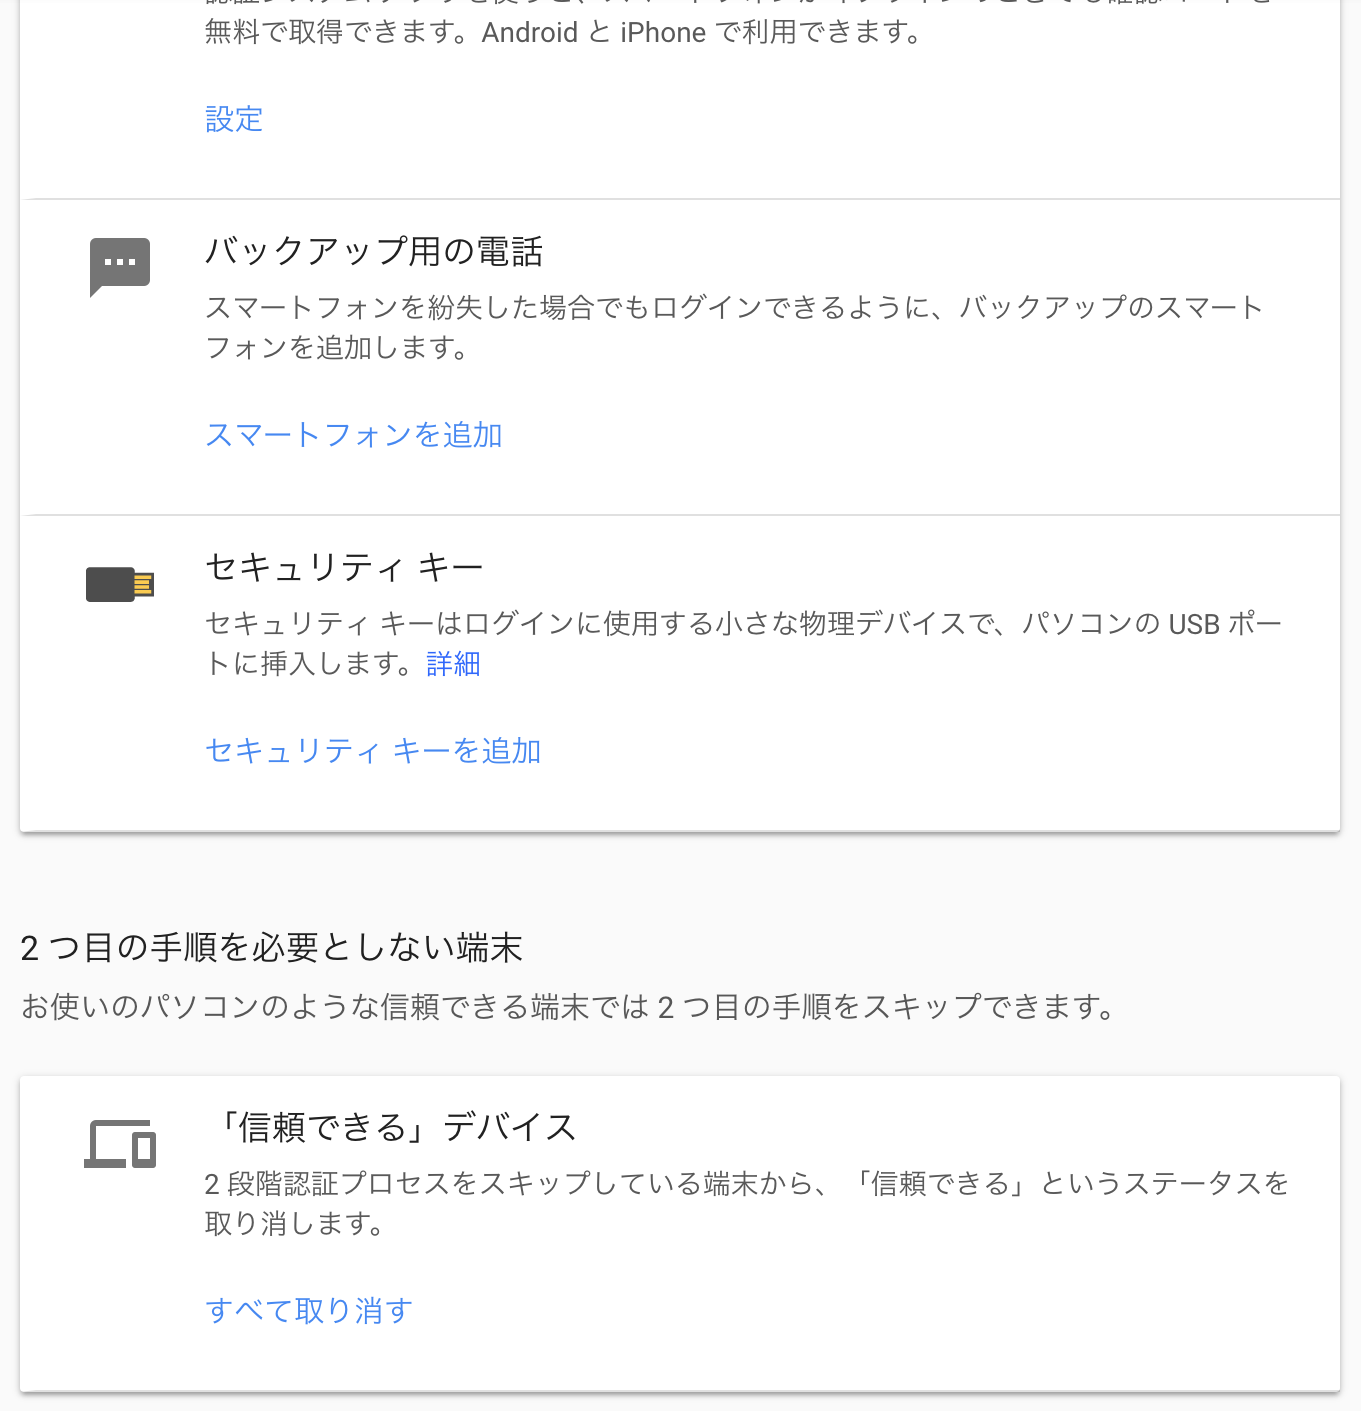 無料で取得できます。Android と iPhone で利用できます。
設定
バックアップ用の電話
スマートフォンを紛失した場合でもログインできるように、バックアップのスマート
フォンを追加します。
スマートフォンを追加
セキュリティ キー
セキュリティ キーはログインに使用する小さな物理デバイスで、パソコンの USB ポー
トに挿入します。詳細
セキュリティ キーを追加
2 つ目の手順を必要としない端末
お使いのパソコンのような信頼できる端末では 2 つ目の手順をスキップできます。
「信頼できる」デバイス
2 段階認証プロセスをスキップしている端末から、「信頼できる」というステータスを
取り消します。
すべて取り消す